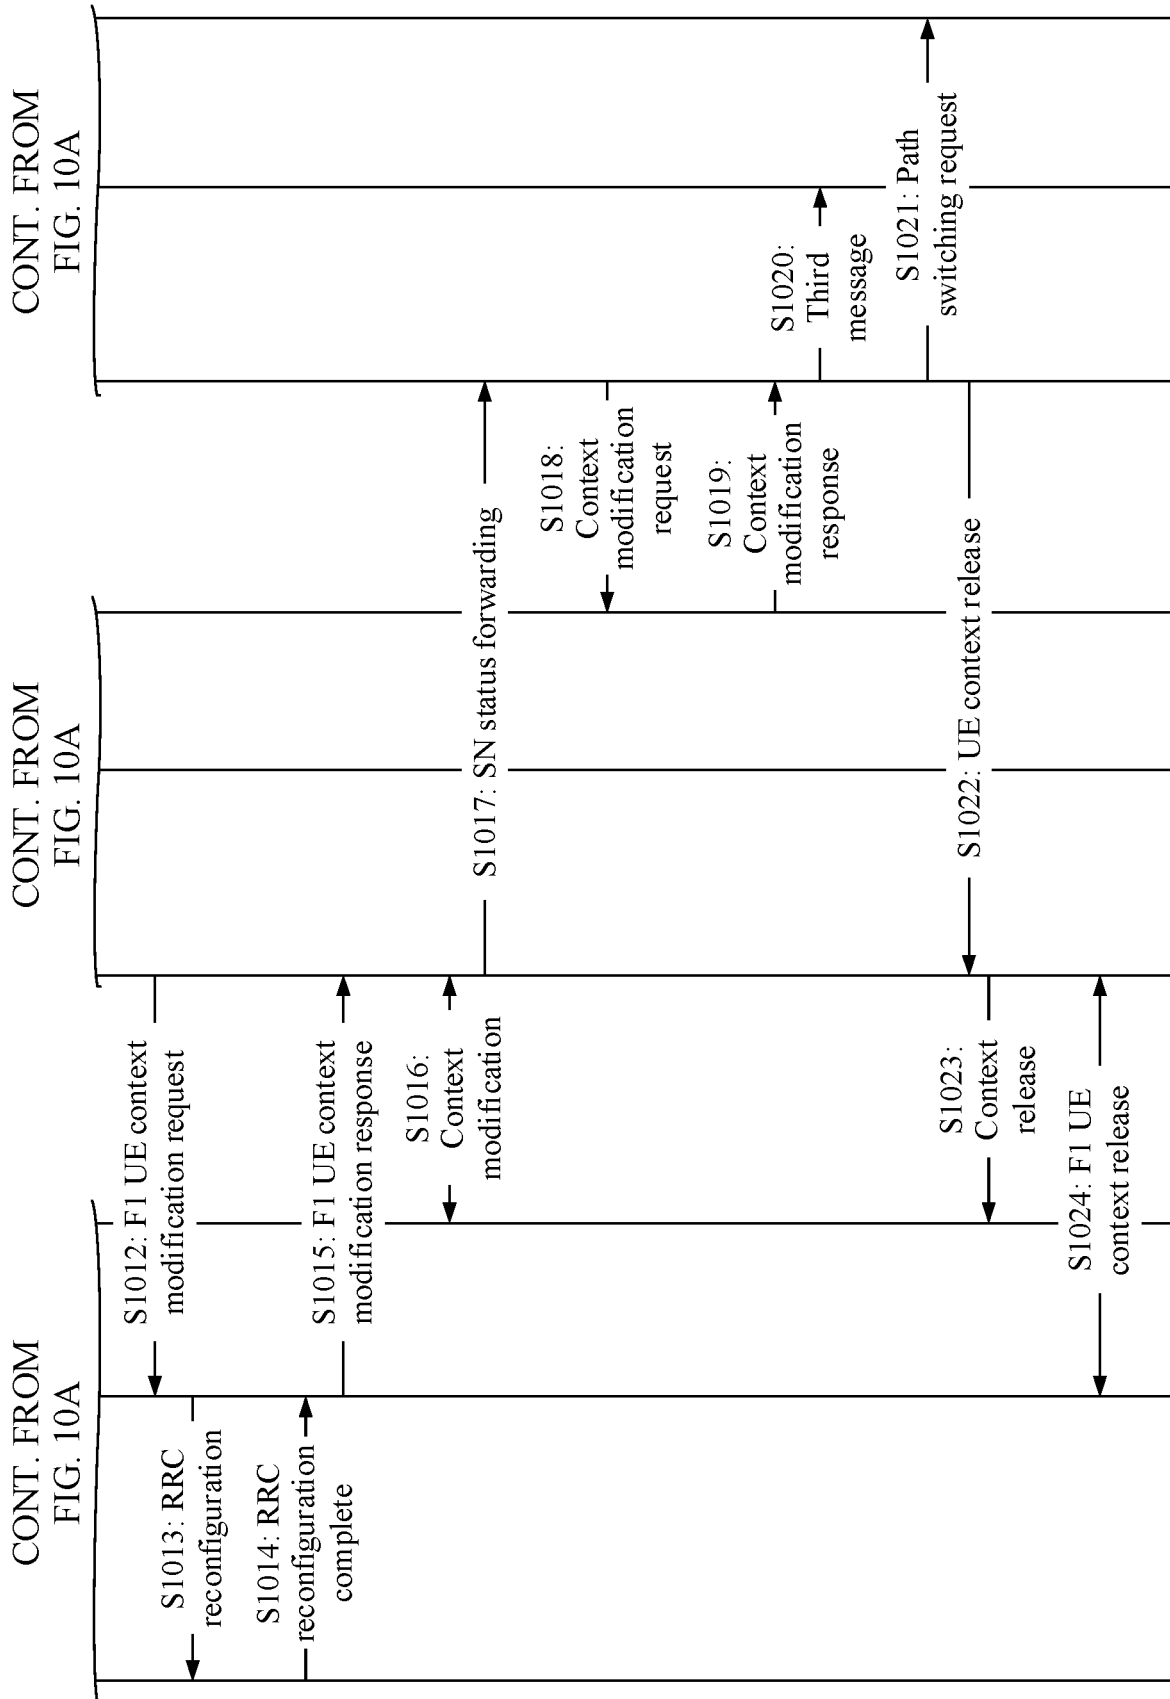 CONT. FROM
FIG. 10A
CONT. FROM
FIG. 10A
CONT. FROM
FIG. 10A
S1012: F1 UE context
modification request
S1013: RRC
reconfiguration
S1014: RRC
reconfiguration
complete
S1015: F1 UE context
modification response
S1016:
Context
modification
S1017: SN status forwarding
S1018:
Context
modification
request
S1019:
Context
modification
response
S1020:
Third
message
S1021: Path
switching request
S1022: UE context release
S1023:
Context
release
S1024: F1 UE
context release